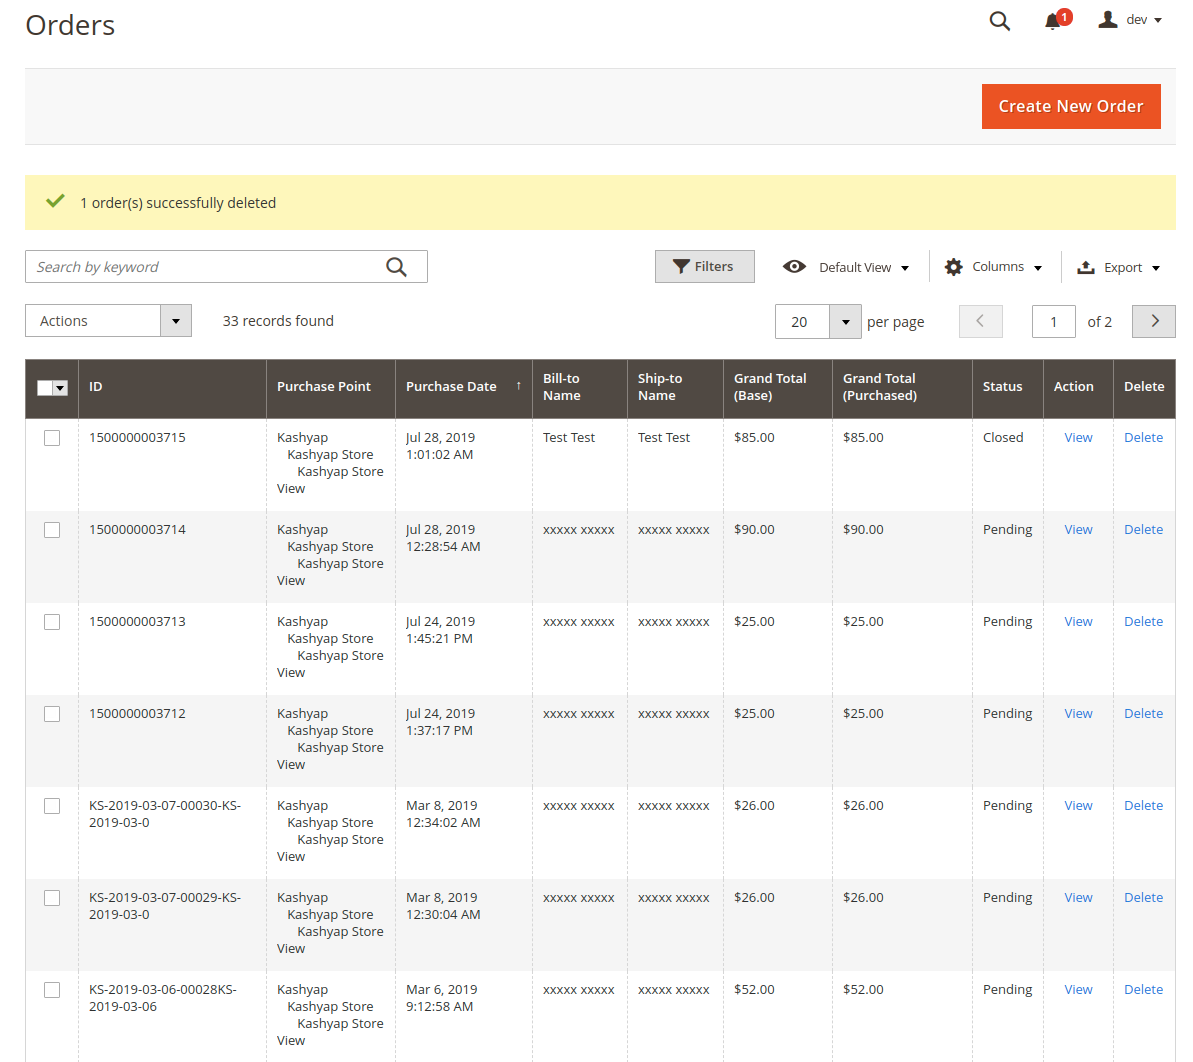 Orders
1
dev
Create New Order
1 order(s) successfully deleted
Search by keyword
Filters
Default View
Columns
Export
Actions
33 records found
20
per page
1
of 2
ID
Purchase Point
Purchase Date ↑
Bill-to
Name
Ship-to
Name
Grand Total
(Base)
Grand Total
(Purchased)
Status
Action
Delete
1500000003715
Kashyap
Kashyap Store
Kashyap Store
View
Jul 28, 2019
1:01:02 AM
Test Test
Test Test
$85.00
$85.00
Closed
View
Delete
1500000003714
Kashyap
Kashyap Store
Kashyap Store
View
Jul 28, 2019
12:28:54 AM
xxxxx xxxxx
xxxxx xxxxx
$90.00
$90.00
Pending
View
Delete
1500000003713
Kashyap
Kashyap Store
Kashyap Store
View
Jul 24, 2019
1:45:21 PM
xxxxx xxxxx
xxxxx xxxxx
$25.00
$25.00
Pending
View
Delete
1500000003712
Kashyap
Kashyap Store
Kashyap Store
View
Jul 24, 2019
1:37:17 PM
xxxxx xxxxx
xxxxx xxxxx
$25.00
$25.00
Pending
View
Delete
KS-2019-03-07-00030-KS-
2019-03-0
Kashyap
Kashyap Store
Kashyap Store
View
Mar 8, 2019
12:34:02 AM
xxxxx xxxxx
xxxxx xxxxx
$26.00
$26.00
Pending
View
Delete
KS-2019-03-07-00029-KS-
2019-03-0
Kashyap
Kashyap Store
Kashyap Store
View
Mar 8, 2019
12:30:04 AM
xxxxx xxxxx
xxxxx xxxxx
$26.00
$26.00
Pending
View
Delete
KS-2019-03-06-00028KS-
2019-03-06
Kashyap
Kashyap Store
Kashyap Store
View
Mar 6, 2019
9:12:58 AM
xxxxx xxxxx
xxxxx xxxxx
$52.00
$52.00
Pending
View
Delete